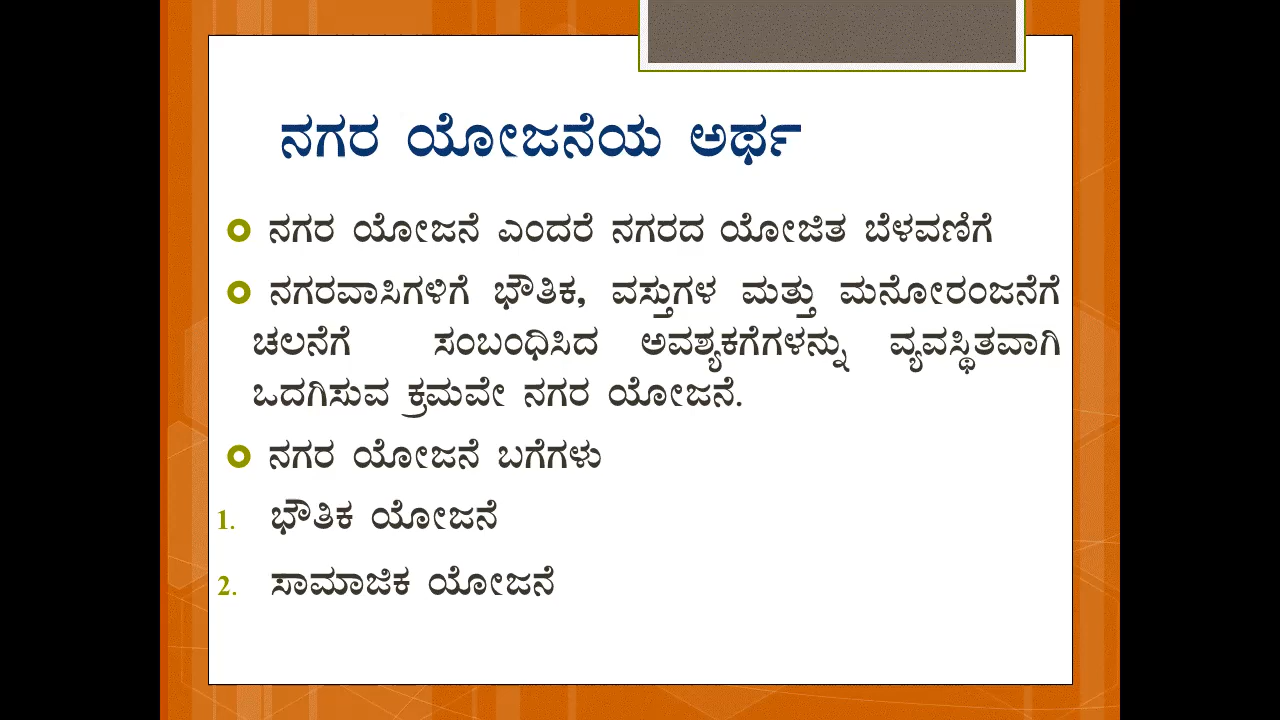 ನಗರ ಯೋಜನೆಯ ಅರ್ಥ
ನಗರ ಯೋಜನೆ ಎಂದರೆ ನಗರದ ಯೋಜಿತ ಬೆಳವಣಿಗೆ
ನಗರವಾಸಿಗಳಿಗೆ ಭೌತಿಕ, ವಸ್ತುಗಳ ಮತ್ತು ಮನೋರಂಜನೆಗೆ
ಚಲನೆಗೆ ಸಂಬಂಧಿಸಿದ ಅವಶ್ಯಕಗೆಗಳನ್ನು ವ್ಯವಸ್ಥಿತವಾಗಿ
ಒದಗಿಸುವ ಕ್ರಮವೇ ನಗರ ಯೋಜನೆ.
ನಗರ ಯೋಜನೆ ಬಗೆಗಳು
1. ಭೌತಿಕ ಯೋಜನೆ
2. ಸಾಮಾಜಿಕ ಯೋಜನೆ